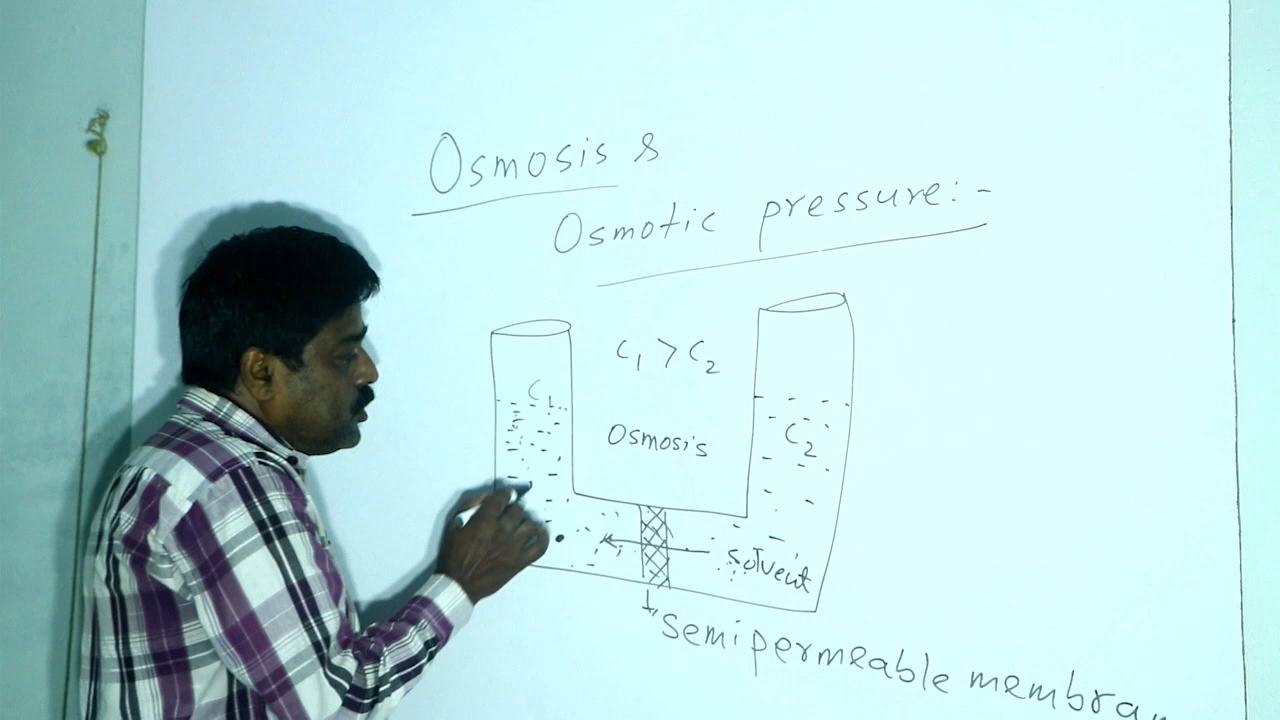 Osmosis &
Osmotic pressure:-
C₁ > C₂
C₁
Osmosis
C₂
solvent
semipermeable membra